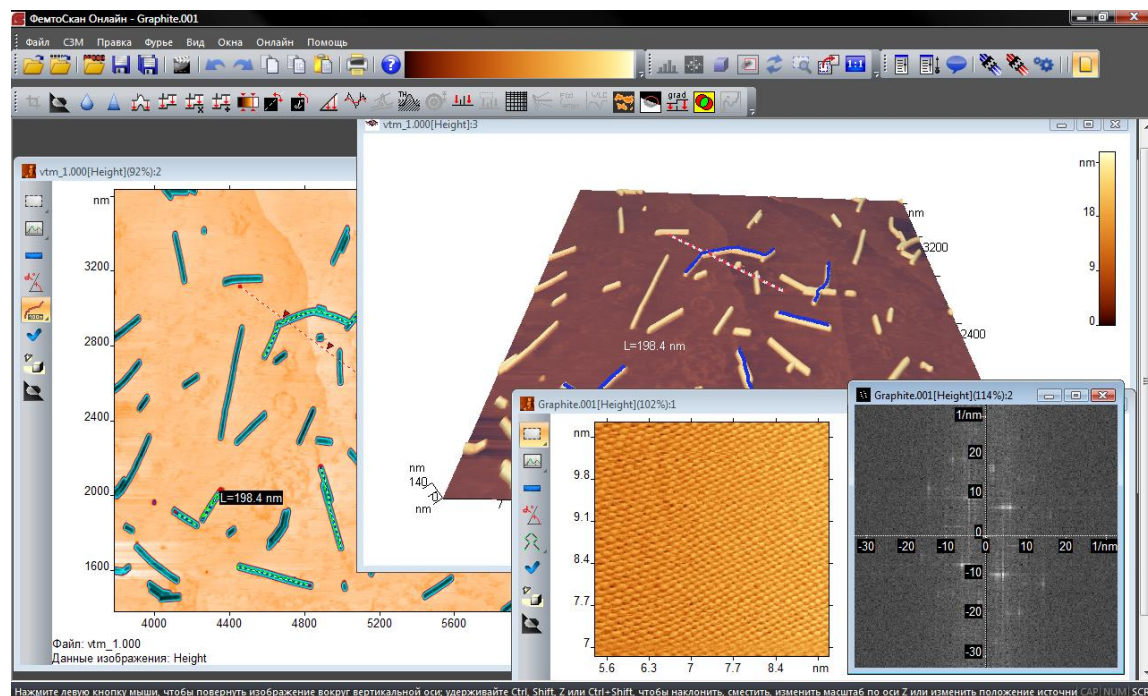 ФемтоСкан Онлайн - Graphite.001
Файл СЗМ Правка Фурье Вид Окна Онлайн Помощь
1:1
grad
vtm_1.000[Height]:3
vtm_1.000[Height](92%):2
nm
3200
2800
2400
2000
1600
4000 4400 4800 5200 5600
L=198.4 nm
Файл: vtm_1.000
Данные изображения: Height
nm
18
9
0
nm
3200
2400
L=198.4 nm
nm
140
0
nm
7
Graphite.001[Height](102%):1
nm
9.8
9.1
8.4
7.7
7
5.6 6.3 7 7.7 8.4 nm
Graphite.001[Height](114%):2
1/nm
20
10
0
-30 -20 -10 0 10 20 1/nm
-10
-20
-30
Нажмите левую кнопку мыши, чтобы повернуть изображение вокруг вертикальной оси; удерживайте Ctrl, Shift, Z или Ctrl+Shift, чтобы наклонить, сместить, изменить масштаб по оси Z или изменить положение источни CAP NUM SC